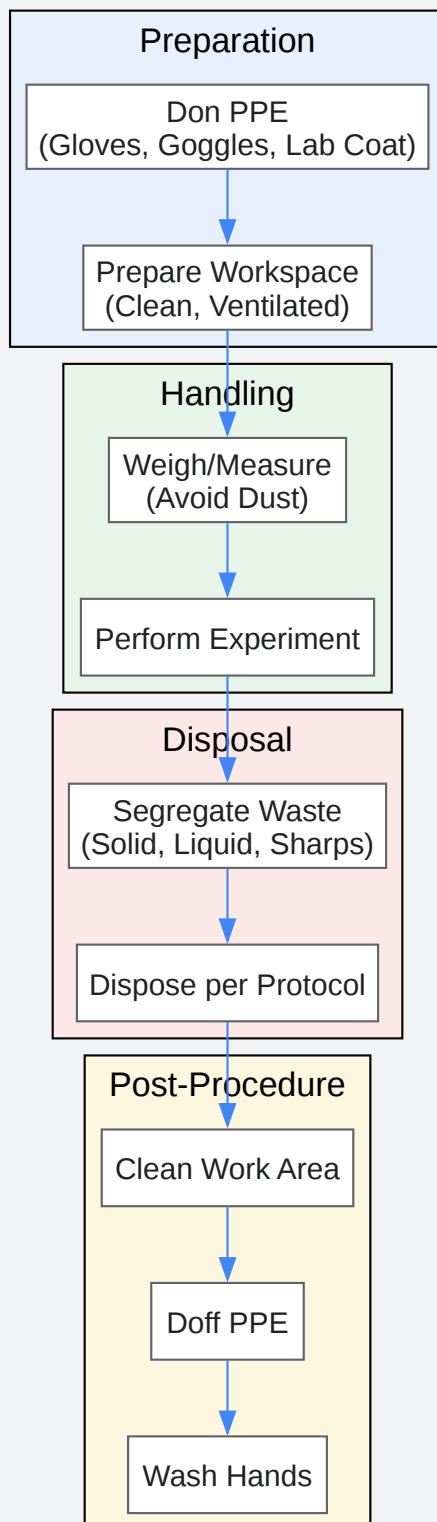 Preparation
Don PPE
(Gloves, Goggles, Lab Coat)
Prepare Workspace
(Clean, Ventilated)
Handling
Weigh/Measure
(Avoid Dust)
Perform Experiment
Disposal
Segregate Waste
(Solid, Liquid, Sharps)
Dispose per Protocol
Post-Procedure
Clean Work Area
Doff PPE
Wash Hands